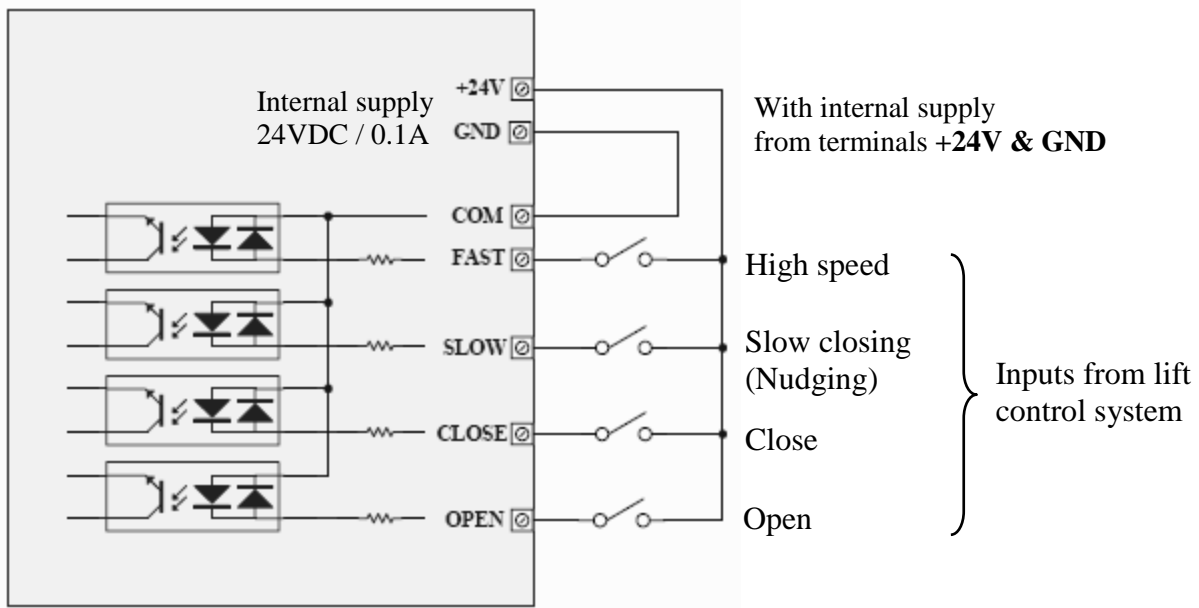 +24V
Internal supply
24VDC / 0.1A
GND
With internal supply
from terminals +24V & GND
COM
FAST
High speed
SLOW
Slow closing
(Nudging)
Inputs from lift
control system
CLOSE
Close
OPEN
Open